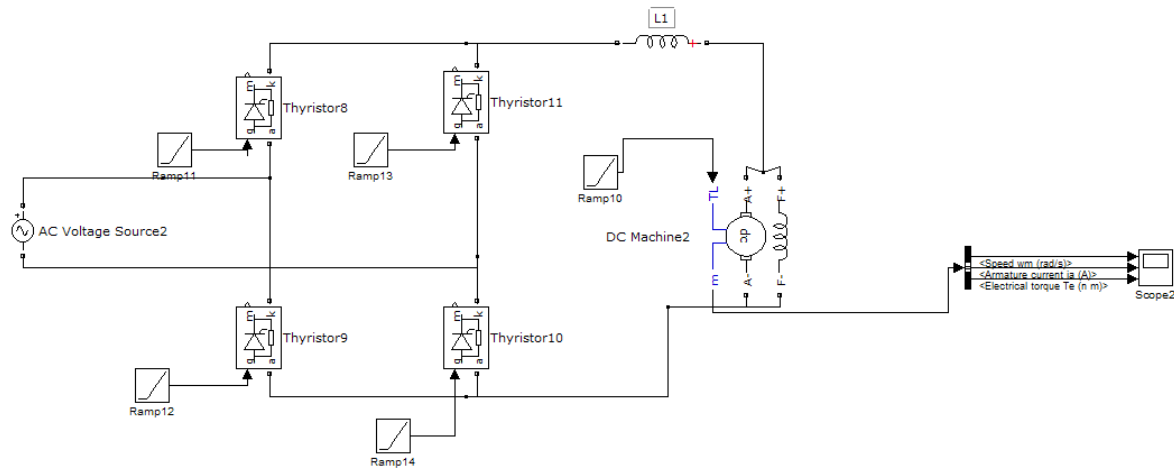 L1
m
k
Thyristor8
g
a
m
k
Thyristor11
g
a
Ramp11
Ramp13
Ramp10
TL
A+
F+
+
AC Voltage Source2
DC Machine2
dc
m
A-
F-
<Speed wm (rad/s)>
<Armature current ia (A)>
<Electrical torque Te (n m)>
Scope2
m
k
Thyristor9
g
a
m
k
Thyristor10
g
a
Ramp12
Ramp14